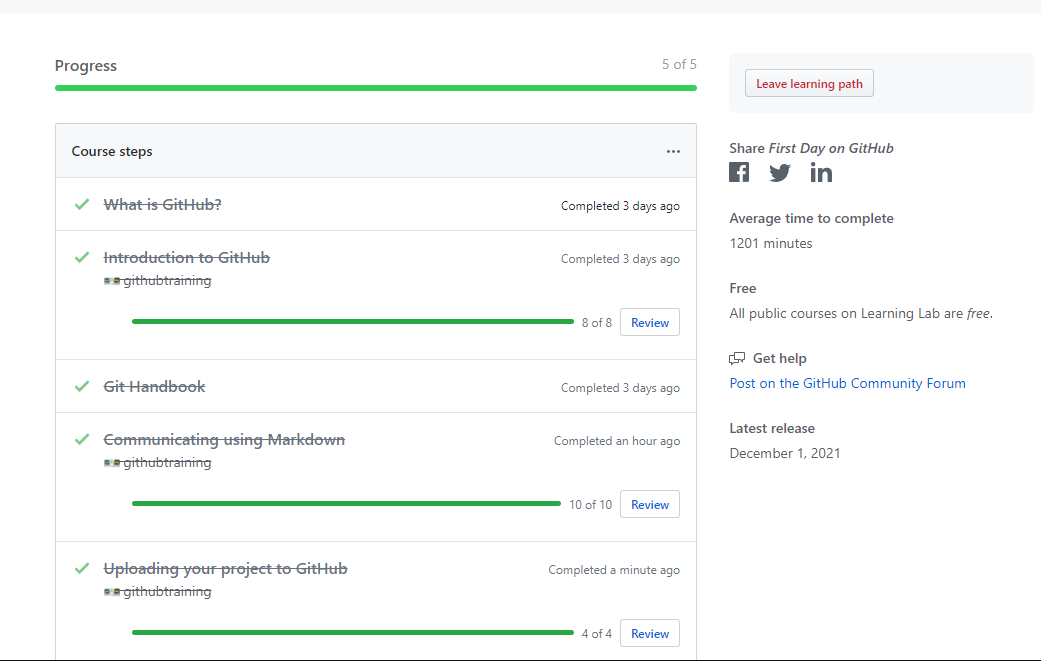 Progress
5 of 5
Course steps
What is GitHub?
Completed 3 days ago
Introduction to GitHub
Completed 3 days ago
githubtraining
8 of 8
Review
Git Handbook
Completed 3 days ago
Communicating using Markdown
Completed an hour ago
githubtraining
10 of 10
Review
Uploading your project to GitHub
Completed a minute ago
githubtraining
4 of 4
Review
Leave learning path
Share First Day on GitHub
Average time to complete
1201 minutes
Free
All public courses on Learning Lab are free.
Get help
Post on the GitHub Community Forum
Latest release
December 1, 2021